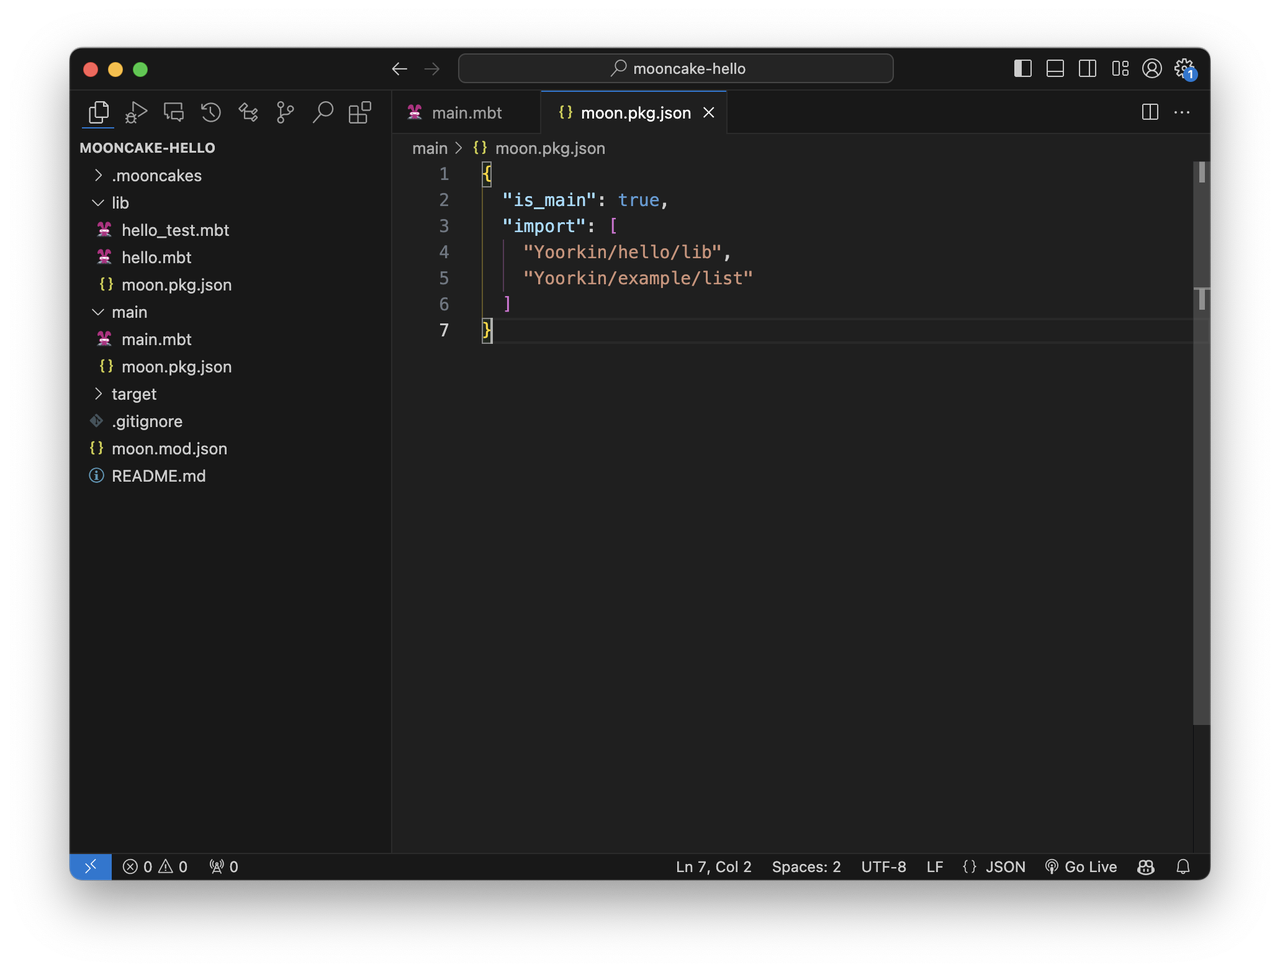 mooncake-hello
1
MOONCAKE-HELLO
.mooncakes
lib
hello_test.mbt
hello.mbt
{} moon.pkg.json
main
main.mbt
{} moon.pkg.json
target
.gitignore
{} moon.mod.json
README.md
main.mbt
{} moon.pkg.json
main > {} moon.pkg.json
1 {
2 "is_main": true,
3 "import": [
4 "Yoorkin/hello/lib",
5 "Yoorkin/example/list"
6 ]
7 }
0 0 0
Ln 7, Col 2 Spaces: 2 UTF-8 LF {} JSON Go Live